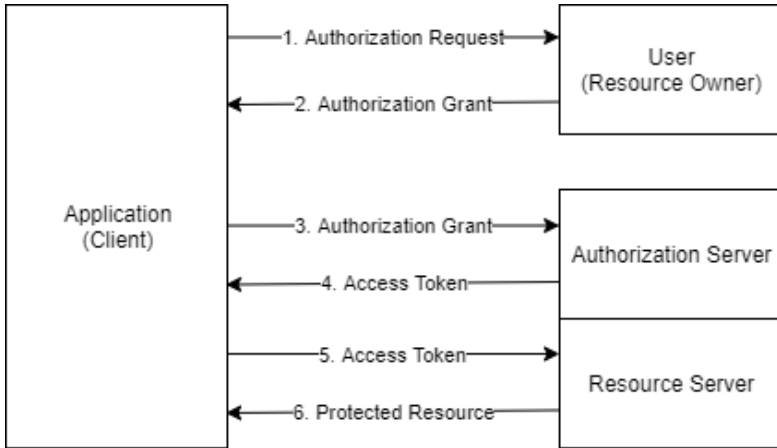 1. Authorization Request
User
(Resource Owner)
2. Authorization Grant
Application
(Client)
3. Authorization Grant
Authorization Server
4. Access Token
5. Access Token
Resource Server
6. Protected Resource